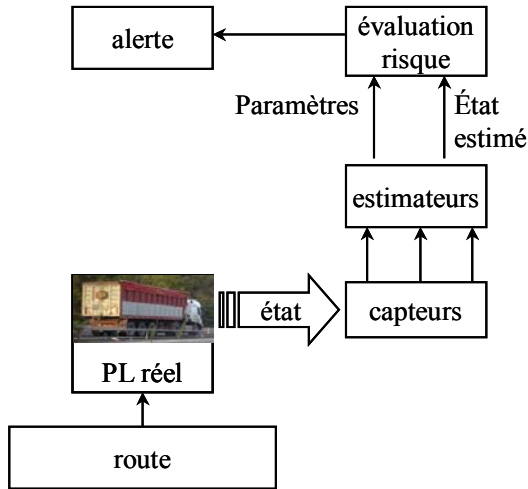 alerte
évaluation
risque
Paramètres
État
estimé
estimateurs
état
capteurs
PL réel
route